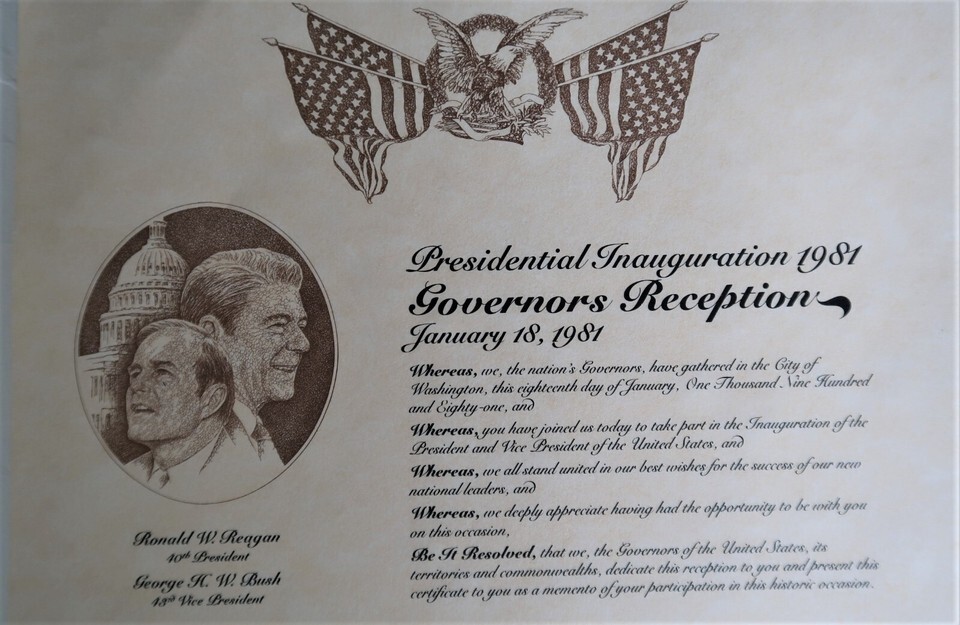 Presidential Inauguration 1981
Governors Reception
January 18, 1981
Whereas, we, the nation's Governors, have gathered in the City of
Washington, this eighteenth day of January, One Thousand Nine Hundred
and Eighty-one, and
Whereas, you have joined us today to take part in the Inauguration of the
President and Vice President of the United States, and
Whereas, we all stand united in our best wishes for the success of our new
national leaders, and
Whereas, we deeply appreciate having had the opportunity to be with you
on this occasion,
Be It Resolved, that we, the Governors of the United States, its
territories and commonwealths, dedicate this reception to you and present this
certificate to you as a memento of your participation in this historic occasion.
Ronald W. Reagan
40th President
George H. W. Bush
43rd Vice President